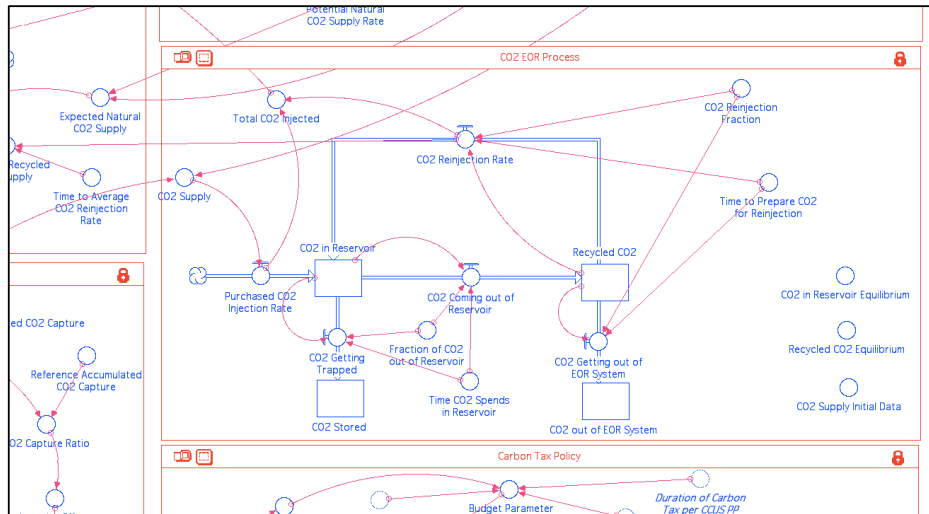 Potential Natural
CO2 Supply Rate
CO2 EOR Process
Expected Natural
CO2 Supply
Total CO2 Injected
CO2 Reinjection
Fraction
CO2 Reinjection Rate
Recycled
Time to Average
CO2 Reinjection
Rate
CO2 Supply
Time to Prepare CO2
for Reinjection
CO2 in Reservoir
Recycled CO2
Purchased CO2
Injection Rate
CO2 Coming out of
Reservoir
CO2 in Reservoir Equilibrium
CO2 Getting
Trapped
Fraction of CO2
out of Reservoir
CO2 Getting out of
EOR System
Recycled CO2 Equilibrium
CO2 Capture
Reference Accumulated
CO2 Capture
Time CO2 Spends
in Reservoir
CO2 Supply Initial Data
CO2 Stored
CO2 out of EOR System
CO2 Capture Ratio
Carbon Tax Policy
Budget Parameter
Duration of Carbon
Tax per CCUS PP